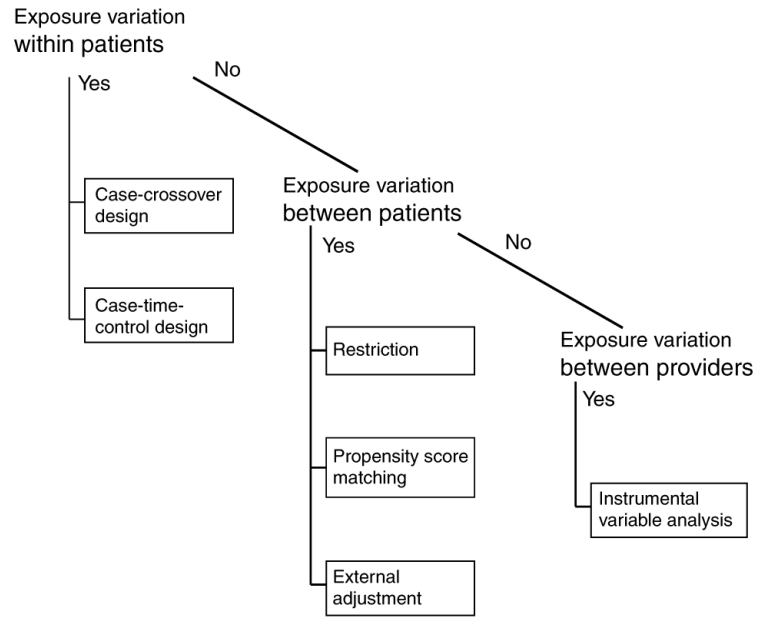 Exposure variation
within patients
Yes
No
Case-crossover
design
Case-time-
control design
Exposure variation
between patients
Yes
No
Restriction
Propensity score
matching
External
adjustment
Exposure variation
between providers
Yes
Instrumental
variable analysis